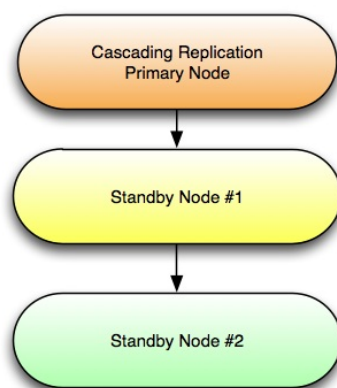 Cascading Replication
Primary Node
Standby Node #1
Standby Node #2